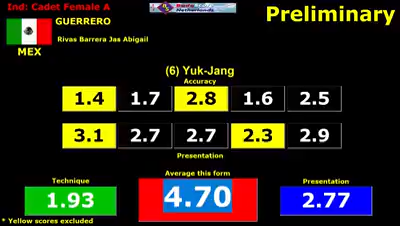 Ind: Cadet Female A
Preliminary
GUERRERO
Rivas Barrera Jas Abigail
MEX
(6) Yuk-Jang
Accuracy
1.4 1.7 2.8 1.6 2.5
3.1 2.7 2.7 2.3 2.9
Presentation
Technique
Average this form
Presentation
1.93
4.70
2.77
* Yellow scores excluded